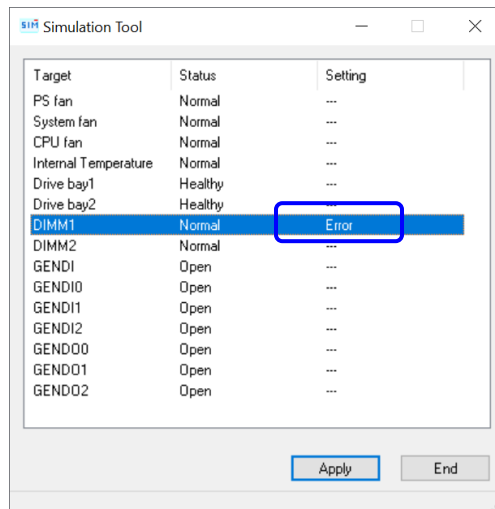 SIM Simulation Tool
Target Status Setting
PS fan Normal ---
System fan Normal ---
CPU fan Normal ---
Internal Temperature Normal ---
Drive bay1 Healthy ---
Drive bay2 Healthy ---
DIMM1 Normal Error
DIMM2 Normal ---
GENDI Open ---
GENDI0 Open ---
GENDI1 Open ---
GENDI2 Open ---
GENDO0 Open ---
GENDO1 Open ---
GENDO2 Open ---
Apply End